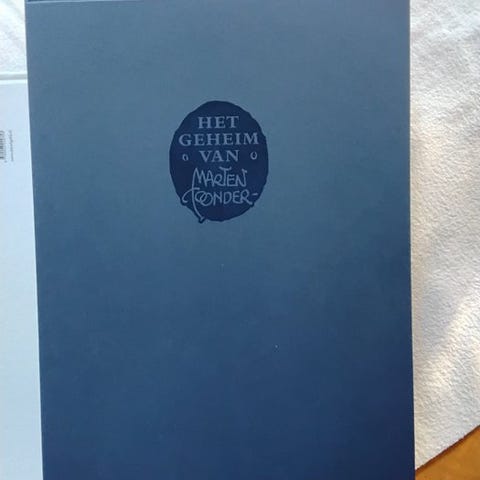 HET
GEHEIM
VAN
MARTEN
TOONDER-